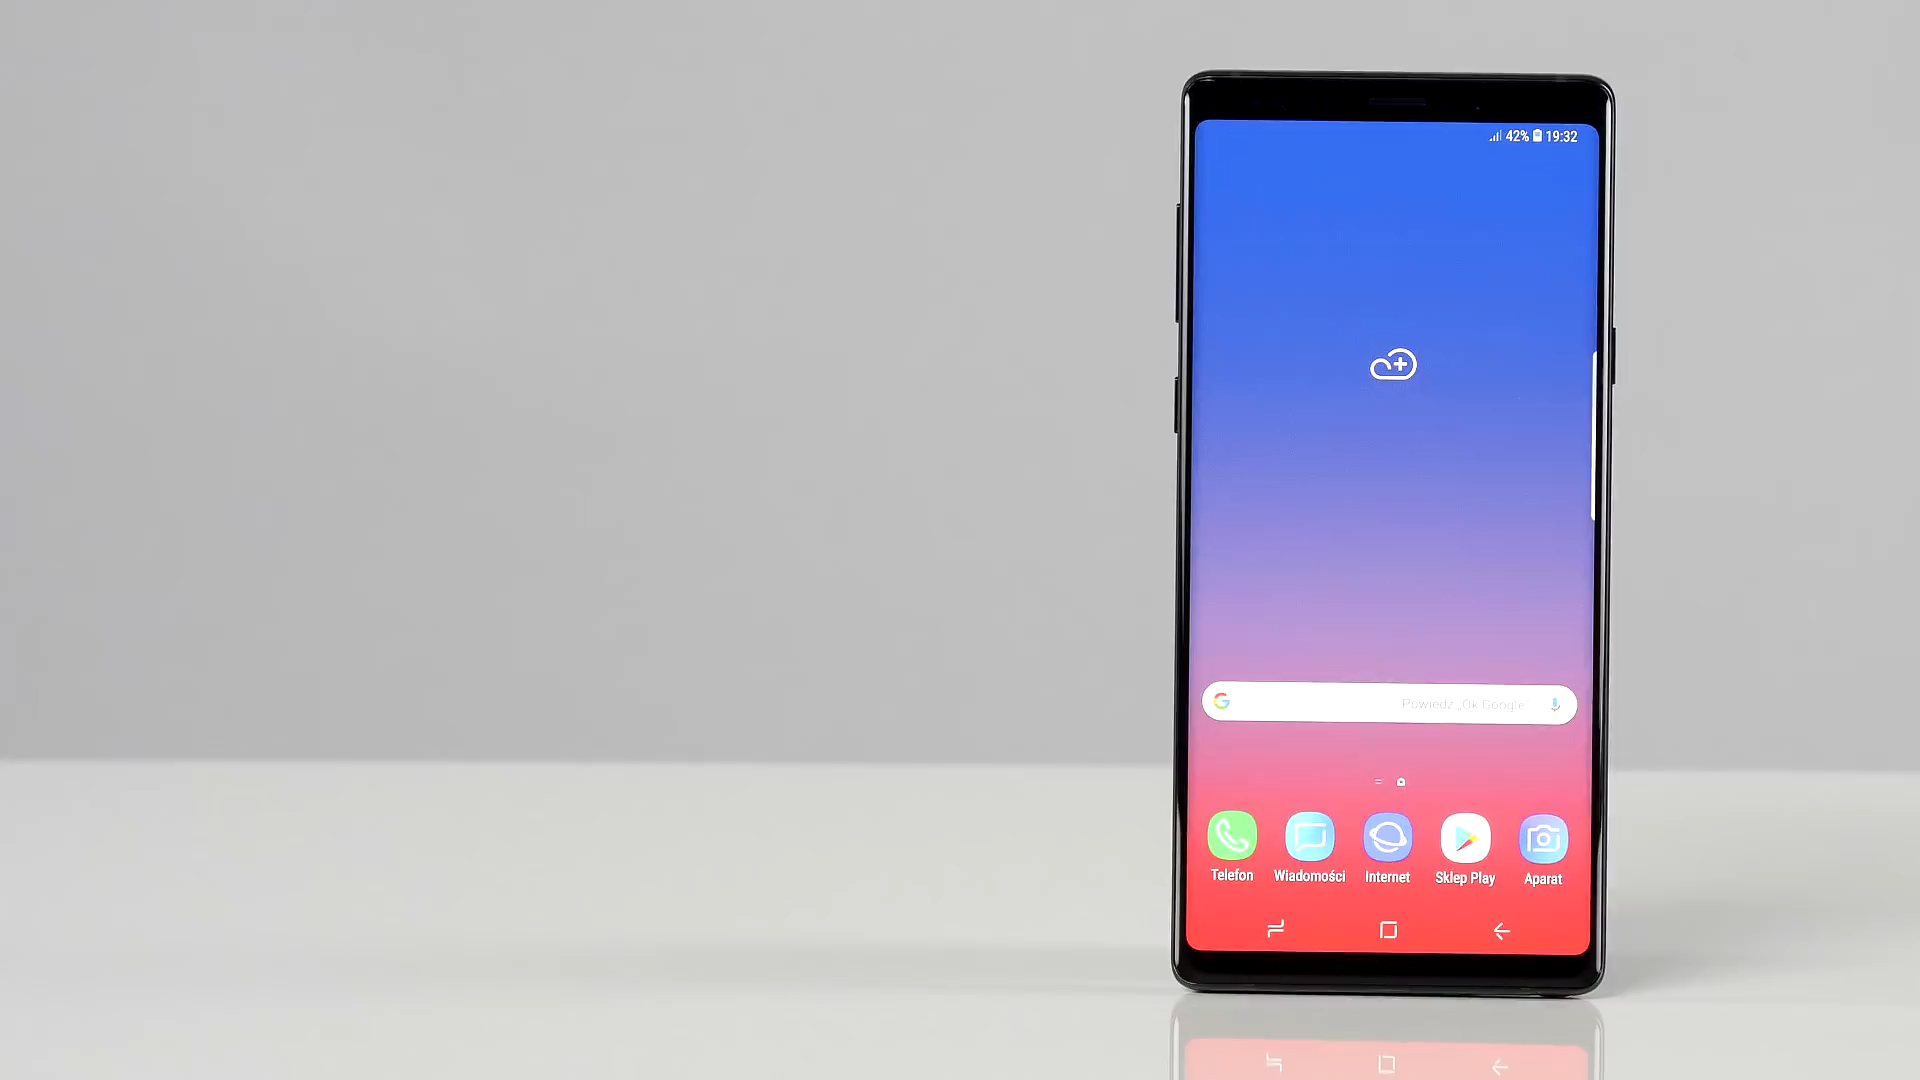 42% 19:32
G Powiedz „Ok Google
Telefon Wiadomości Internet Sklep Play Aparat